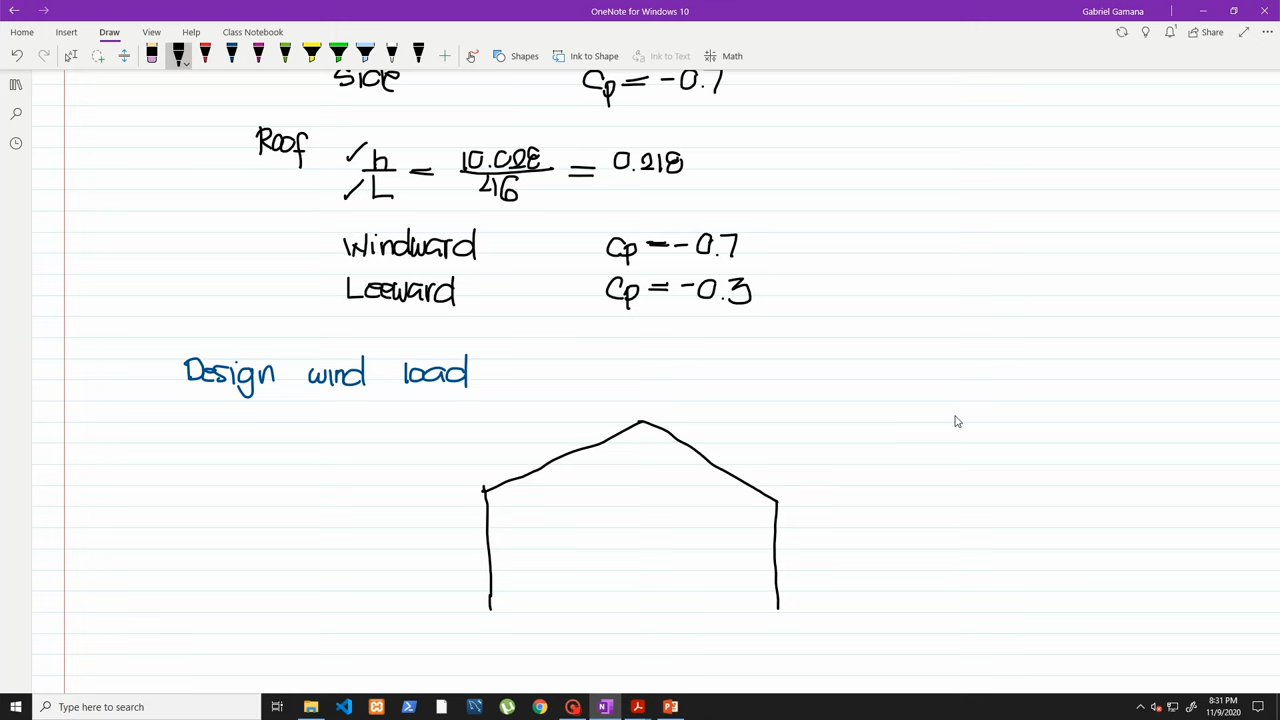 OneNote for Windows 10
Gabriel Gamana
Home Insert Draw View Help Class Notebook
Share
Shapes Ink to Shape Ink to Text Math
Side Cp = -0.7
Roof h/L = 10.028/46 = 0.218
Windward Cp = -0.7
Leeward Cp = -0.3
Design wind load
Type here to search
8:31 PM
11/9/2020